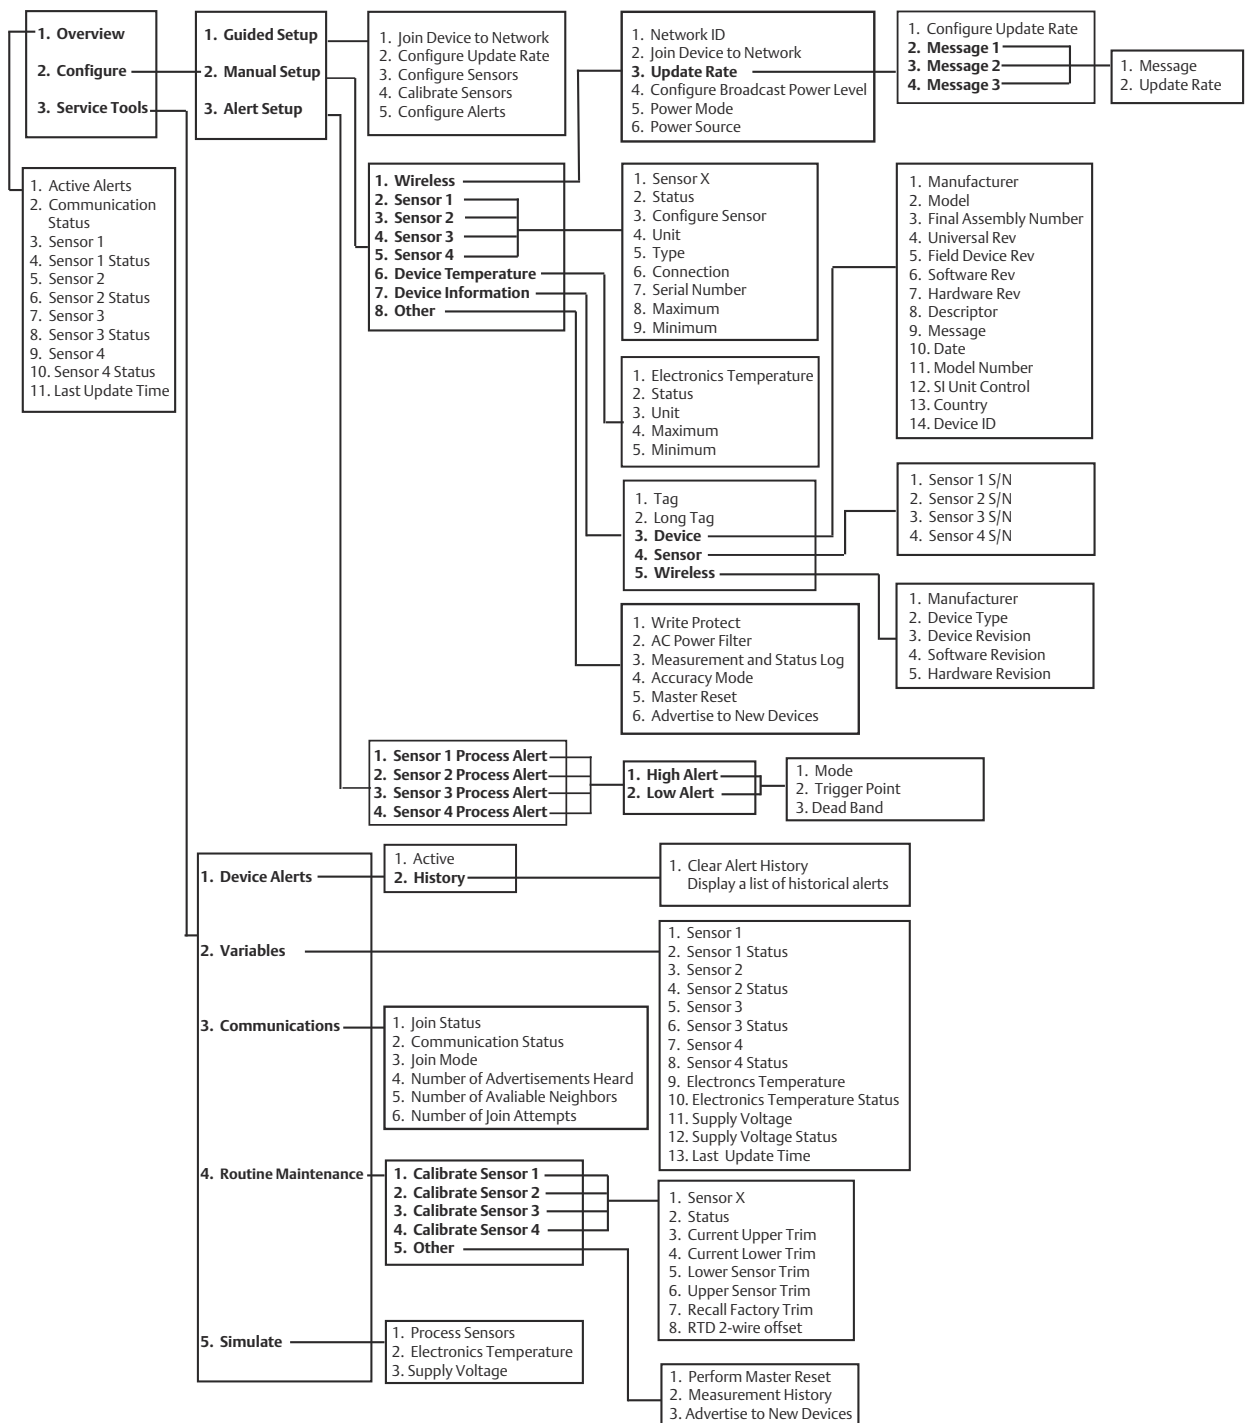 1. Overview
2. Configure
3. Service Tools
1. Guided Setup
2. Manual Setup
3. Alert Setup
1. Join Device to Network
2. Configure Update Rate
3. Configure Sensors
4. Calibrate Sensors
5. Configure Alerts
1. Network ID
2. Join Device to Network
3. Update Rate
4. Configure Broadcast Power Level
5. Power Mode
6. Power Source
1. Configure Update Rate
2. Message 1
3. Message 2
4. Message 3
1. Message
2. Update Rate
1. Active Alerts
2. Communication
Status
3. Sensor 1
4. Sensor 1 Status
5. Sensor 2
6. Sensor 2 Status
7. Sensor 3
8. Sensor 3 Status
9. Sensor 4
10. Sensor 4 Status
11. Last Update Time
1. Wireless
2. Sensor 1
3. Sensor 2
4. Sensor 3
5. Sensor 4
6. Device Temperature
7. Device Information
8. Other
1. Sensor X
2. Status
3. Configure Sensor
4. Unit
5. Type
6. Connection
7. Serial Number
8. Maximum
9. Minimum
1. Manufacturer
2. Model
3. Final Assembly Number
4. Universal Rev
5. Field Device Rev
6. Software Rev
7. Hardware Rev
8. Descriptor
9. Message
10. Date
11. Model Number
12. SI Unit Control
13. Country
14. Device ID
1. Electronics Temperature
2. Status
3. Unit
4. Maximum
5. Minimum
1. Tag
2. Long Tag
3. Device
4. Sensor
5. Wireless
1. Sensor 1 S/N
2. Sensor 2 S/N
3. Sensor 3 S/N
4. Sensor 4 S/N
1. Manufacturer
2. Device Type
3. Device Revision
4. Software Revision
5. Hardware Revision
1. Write Protect
2. AC Power Filter
3. Measurement and Status Log
4. Accuracy Mode
5. Master Reset
6. Advertise to New Devices
1. Sensor 1 Process Alert
2. Sensor 2 Process Alert
3. Sensor 3 Process Alert
4. Sensor 4 Process Alert
1. High Alert
2. Low Alert
1. Mode
2. Trigger Point
3. Dead Band
1. Device Alerts
2. Variables
3. Communications
4. Routine Maintenance
5. Simulate
1. Active
2. History
1. Clear Alert History
Display a list of historical alerts
1. Sensor 1
2. Sensor 1 Status
3. Sensor 2
4. Sensor 2 Status
5. Sensor 3
6. Sensor 3 Status
7. Sensor 4
8. Sensor 4 Status
9. Electroncs Temperature
10. Electronics Temperature Status
11. Supply Voltage
12. Supply Voltage Status
13. Last Update Time
1. Join Status
2. Communication Status
3. Join Mode
4. Number of Advertisements Heard
5. Number of Avaliable Neighbors
6. Number of Join Attempts
1. Calibrate Sensor 1
2. Calibrate Sensor 2
3. Calibrate Sensor 3
4. Calibrate Sensor 4
5. Other
1. Sensor X
2. Status
3. Current Upper Trim
4. Current Lower Trim
5. Lower Sensor Trim
6. Upper Sensor Trim
7. Recall Factory Trim
8. RTD 2-wire offset
1. Process Sensors
2. Electronics Temperature
3. Supply Voltage
1. Perform Master Reset
2. Measurement History
3. Advertise to New Devices